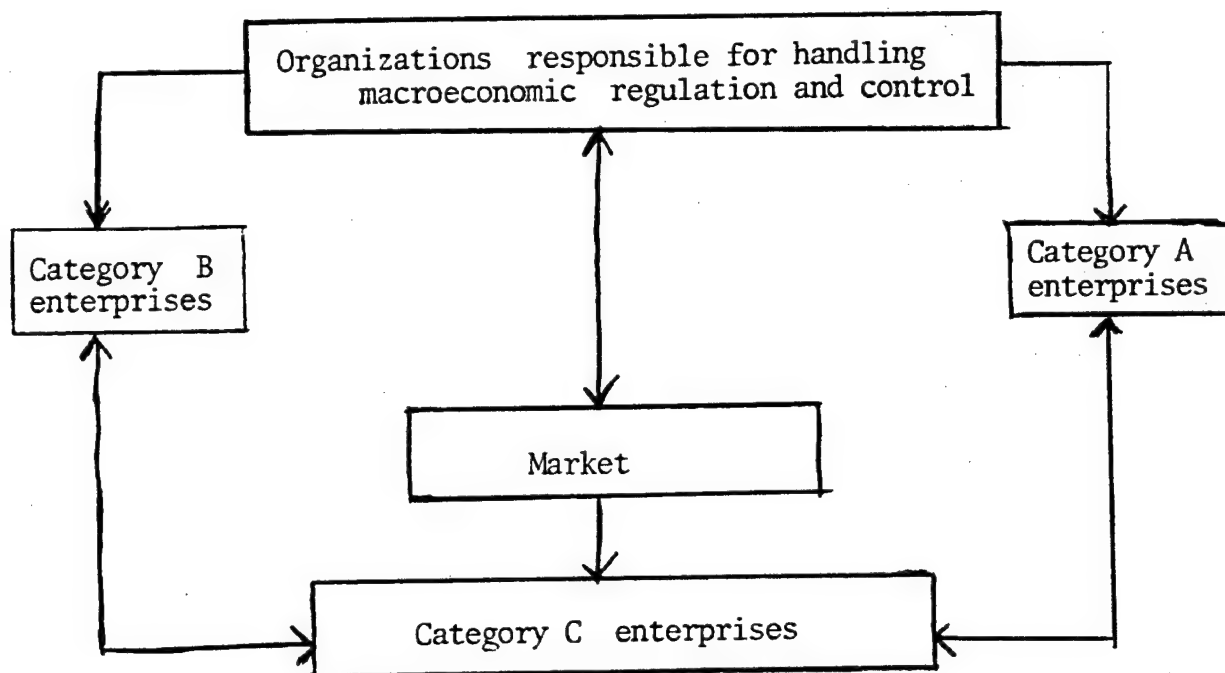 Organizations responsible for handling
macroeconomic regulation and control
Category B
enterprises
Category A
enterprises
Market
Category C enterprises